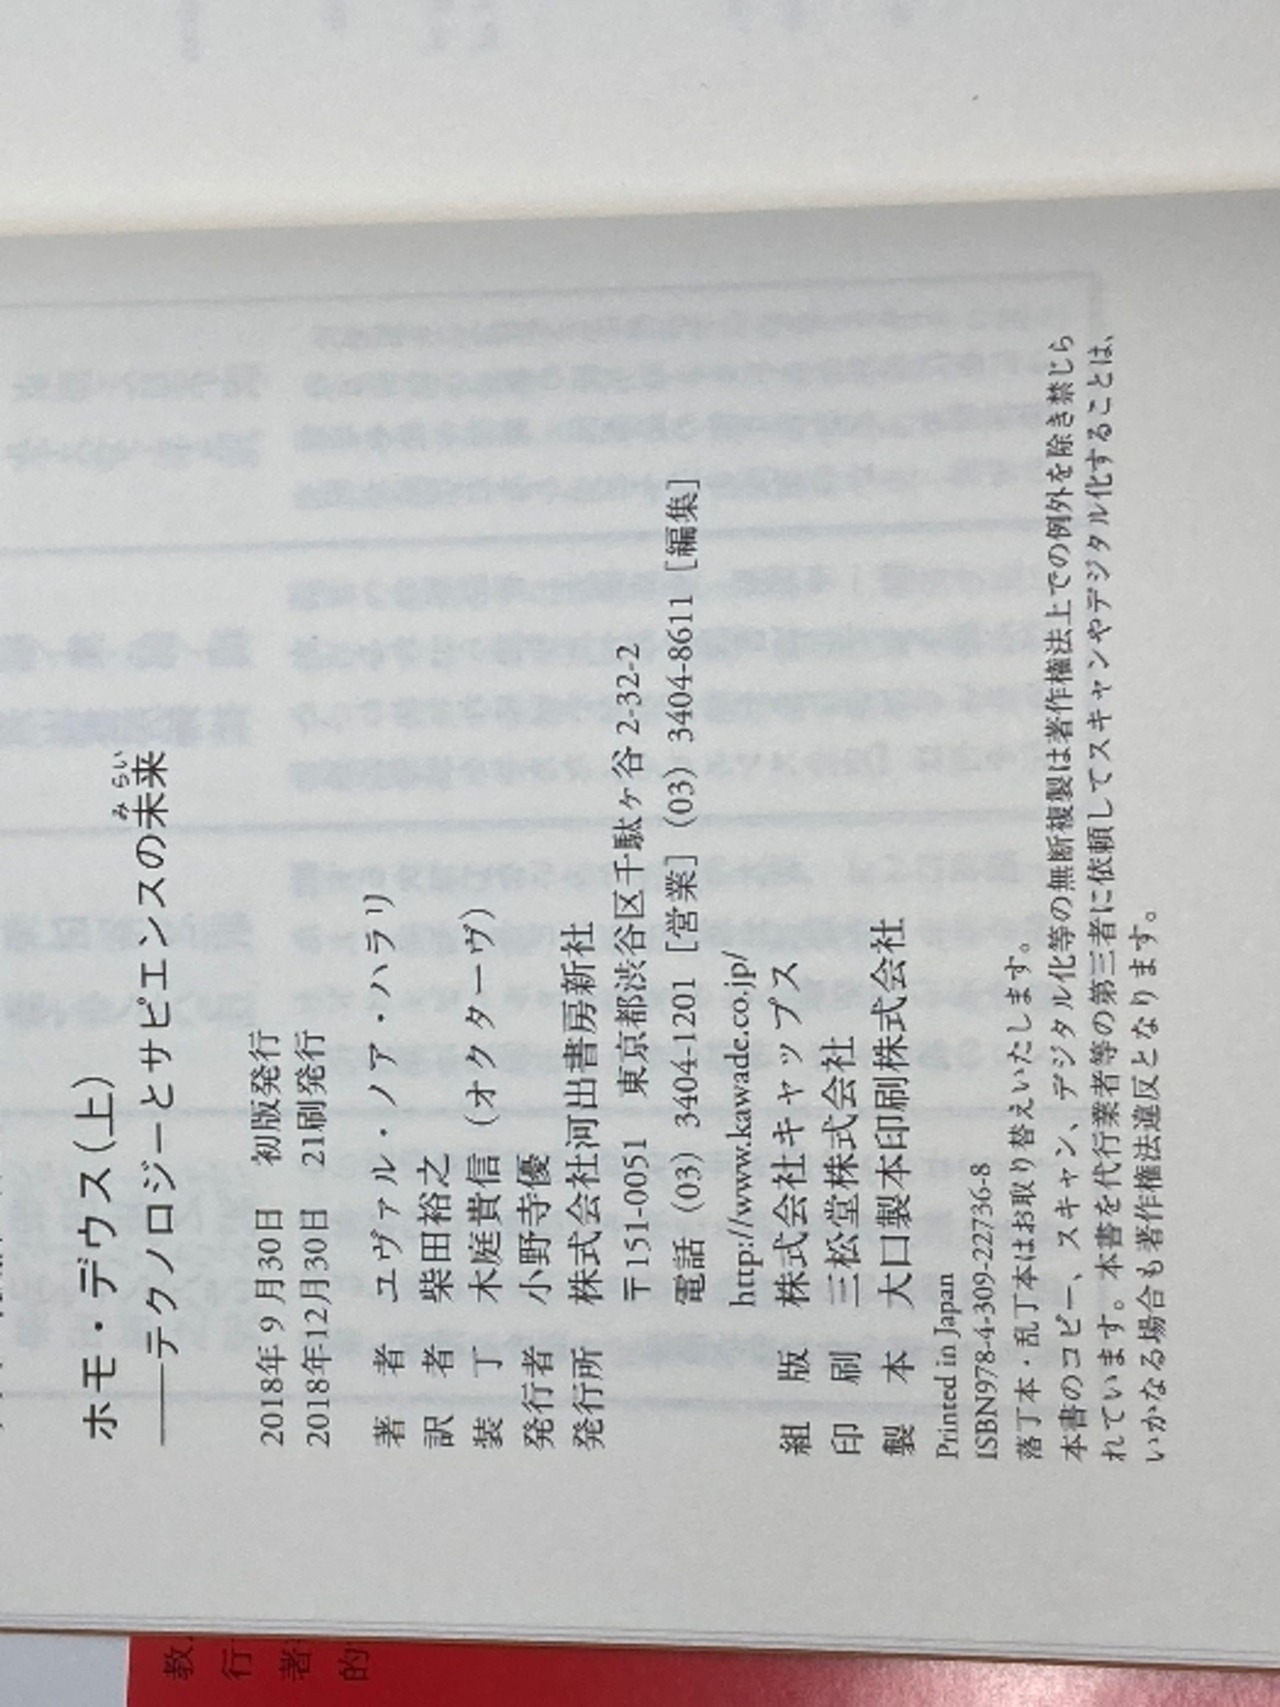 ホモ・デウス(上)
――テクノロジーとサピエンスの未来
みらい
2018年9月30日 初版発行
2018年12月30日 21刷発行
著者 ユヴァル・ノア・ハラリ
訳者 柴田裕之
装丁 木庭貴信(オクターヴ)
発行者 小野寺優
発行所 株式会社河出書房新社
〒151-0051 東京都渋谷区千駄ヶ谷2-32-2
電話(03)3404-1201[営業](03)3404-8611[編集]
http://www.kawade.co.jp/
組版 株式会社キャップス
印刷 三松堂株式会社
製本 大口製本印刷株式会社
Printed in Japan
ISBN978-4-309-22736-8
落丁本・乱丁本はお取り替えいたします。
本書のコピー、スキャン、デジタル化等の無断複製は著作権法上での例外を除き禁じら
れています。本書を代行業者等の第三者に依頼してスキャンやデジタル化することは、
いかなる場合も著作権法違反となります。
教
行
著
的